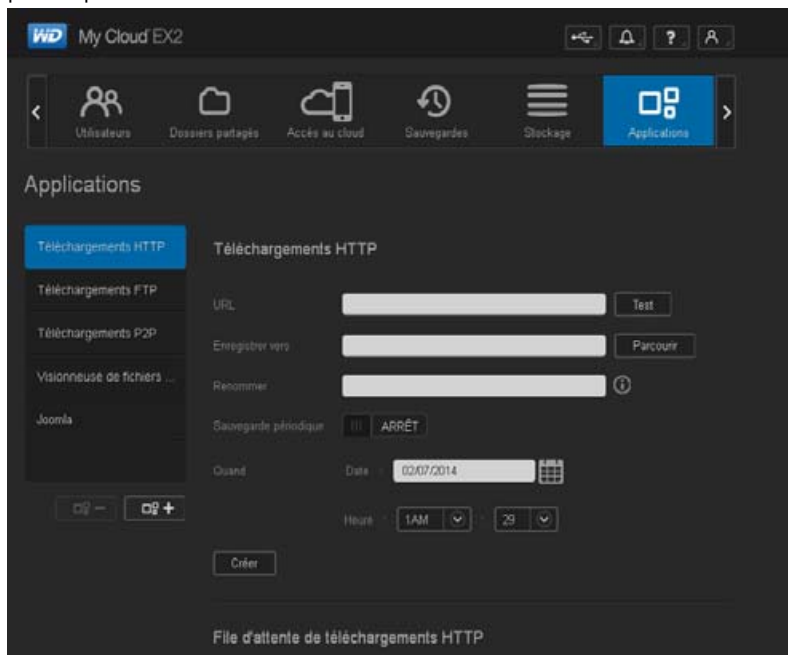 WD My Cloud EX2
?
Utilisateurs
Dossiers partagés
Accès au cloud
Sauvegardes
Stockage
Applications
Applications
Téléchargements HTTP
Téléchargements FTP
Téléchargements P2P
Visionneuse de fichiers ...
Joomla
Téléchargements HTTP
URL
Test
Enregistrer vers
Parcourir
Renommer
Sauvegarde périodique
ARRÊT
Quand
Date :
02/07/2014
Heure :
1AM
:
29
Créer
File d'attente de téléchargements HTTP